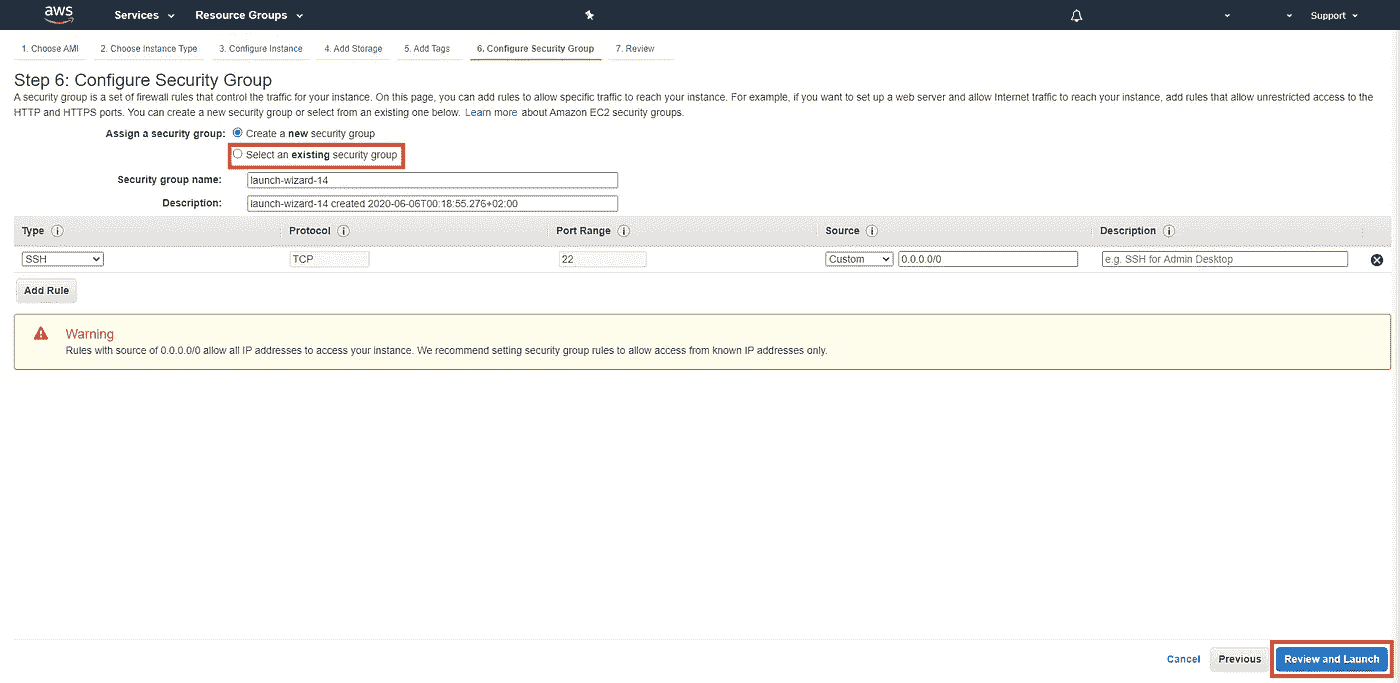 aws Services Resource Groups Support
1. Choose AMI 2. Choose Instance Type 3. Configure Instance 4. Add Storage 5. Add Tags 6. Configure Security Group 7. Review
Step 6: Configure Security Group
A security group is a set of firewall rules that control the traffic for your instance. On this page, you can add rules to allow specific traffic to reach your instance. For example, if you want to set up a web server and allow Internet traffic to reach your instance, add rules that allow unrestricted access to the
HTTP and HTTPS ports. You can create a new security group or select from an existing one below. Learn more about Amazon EC2 security groups.
Assign a security group: Create a new security group
Select an existing security group
Security group name: launch-wizard-14
Description: launch-wizard-14 created 2020-06-06T00:18:55.276+02:00
Type Protocol Port Range Source Description
SSH TCP 22 Custom 0.0.0.0/0 e.g. SSH for Admin Desktop
Add Rule
Warning
Rules with source of 0.0.0.0/0 allow all IP addresses to access your instance. We recommend setting security group rules to allow access from known IP addresses only.
Cancel Previous Review and Launch